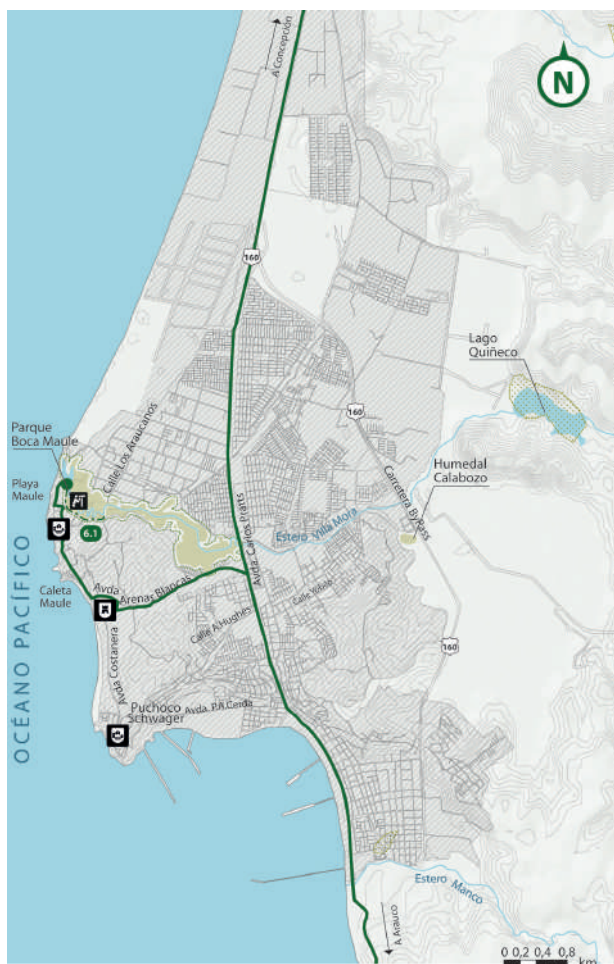 A Concepción
N
160
Lago
Quiñeco
160
Parque
Boca Maule
Calle Los Araucanos
Humedal
Calabozo
Playa
Maule
Carretera ByPass
6.1
Estero Villa Mora
Avda. Carlos Prats
Avda
Arenas Blancas
Caleta
Maule
Calle Yobilo
Calle A.Hughes
160
OCÉANO PACÍFICO
Avda Costanera
Puchoco
Schwager
Avda. P.A.Cerda
Estero Manco
A Arauco
0 0,2 0,4 0,8
km